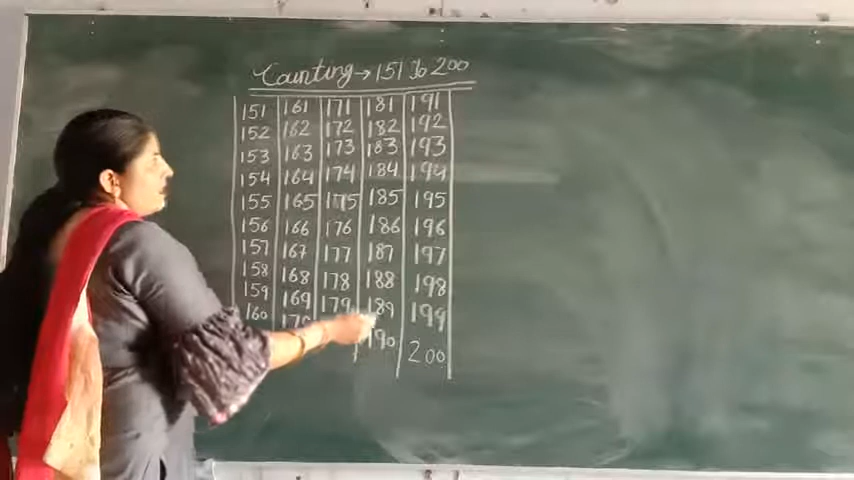 Counting → 151 To 200
151 161 171 181 191
152 162 172 182 192
153 163 173 183 193
154 164 174 184 194
155 165 175 185 195
156 166 176 186 196
157 167 177 187 197
158 168 178 188 198
159 169 179 189 199
160 190 200